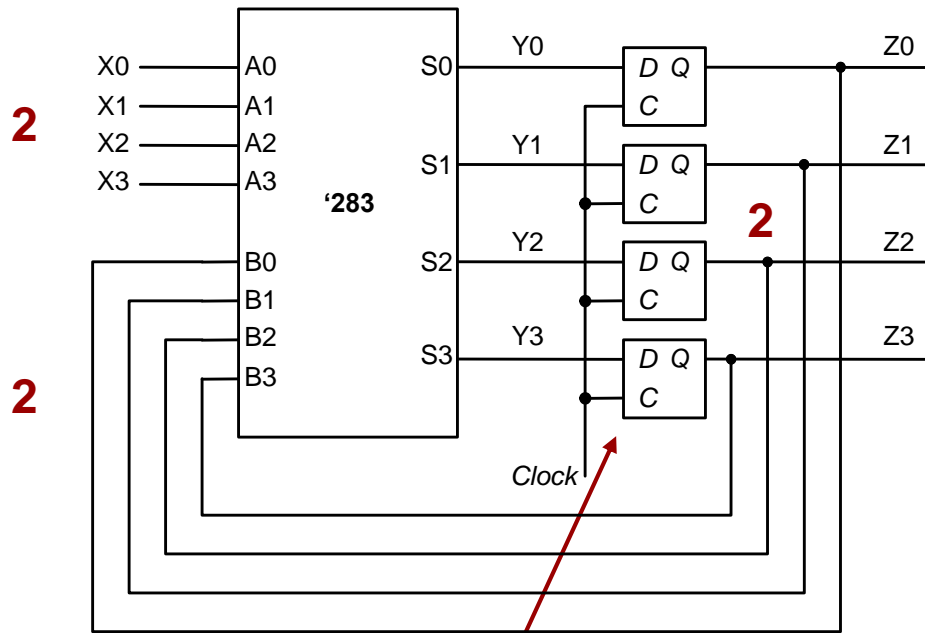 Y0 Z0
X0 A0 S0 D Q
X1 A1 C
2 X2 A2 Y1 Z1
X3 A3 S1 D Q
‘283 C
2
Y2 Z2
B0 S2 D Q
B1 C
B2 Y3 Z3
B3 S3 D Q
2 C
Clock